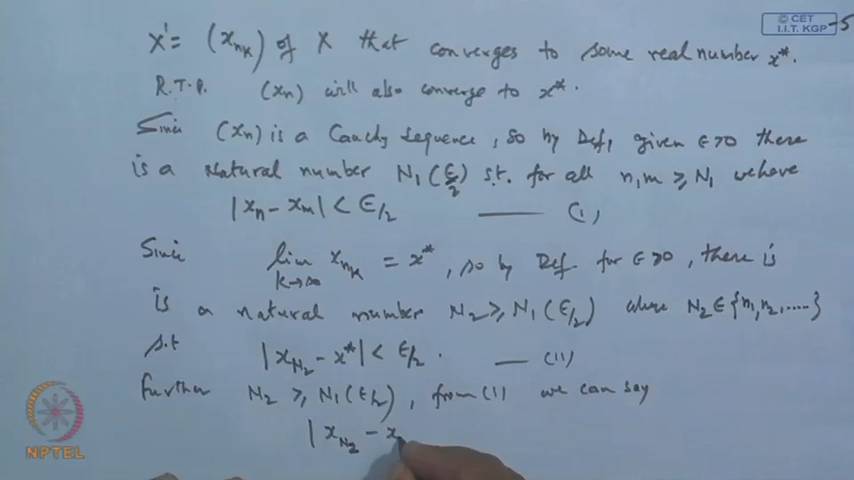 © CET
I.I.T. KGP
-5
X' = (x_{n_k}) of X that converges to some real number x*.
R.T.P. (x_n) will also converge to x*.
Since (x_n) is a Cauchy sequence, so by Def, given ε>0 there
is a Natural number N_1(ε/2) s.t. for all n,m ≥ N_1 we have
|x_n - x_m| < ε/2 —— (1)
Since lim_{k→∞} x_{n_k} = x*, so by Def. for ε>0, there is
is a natural number N_2 ≥ N_1(ε/2) where N_2 ∈ {n_1, n_2, .....}
s.t |x_{N_2} - x*| < ε/2. —— (11)
Further N_2 ≥ N_1(ε/2), from (1) we can say
|x_{N_2} - x
NPTEL